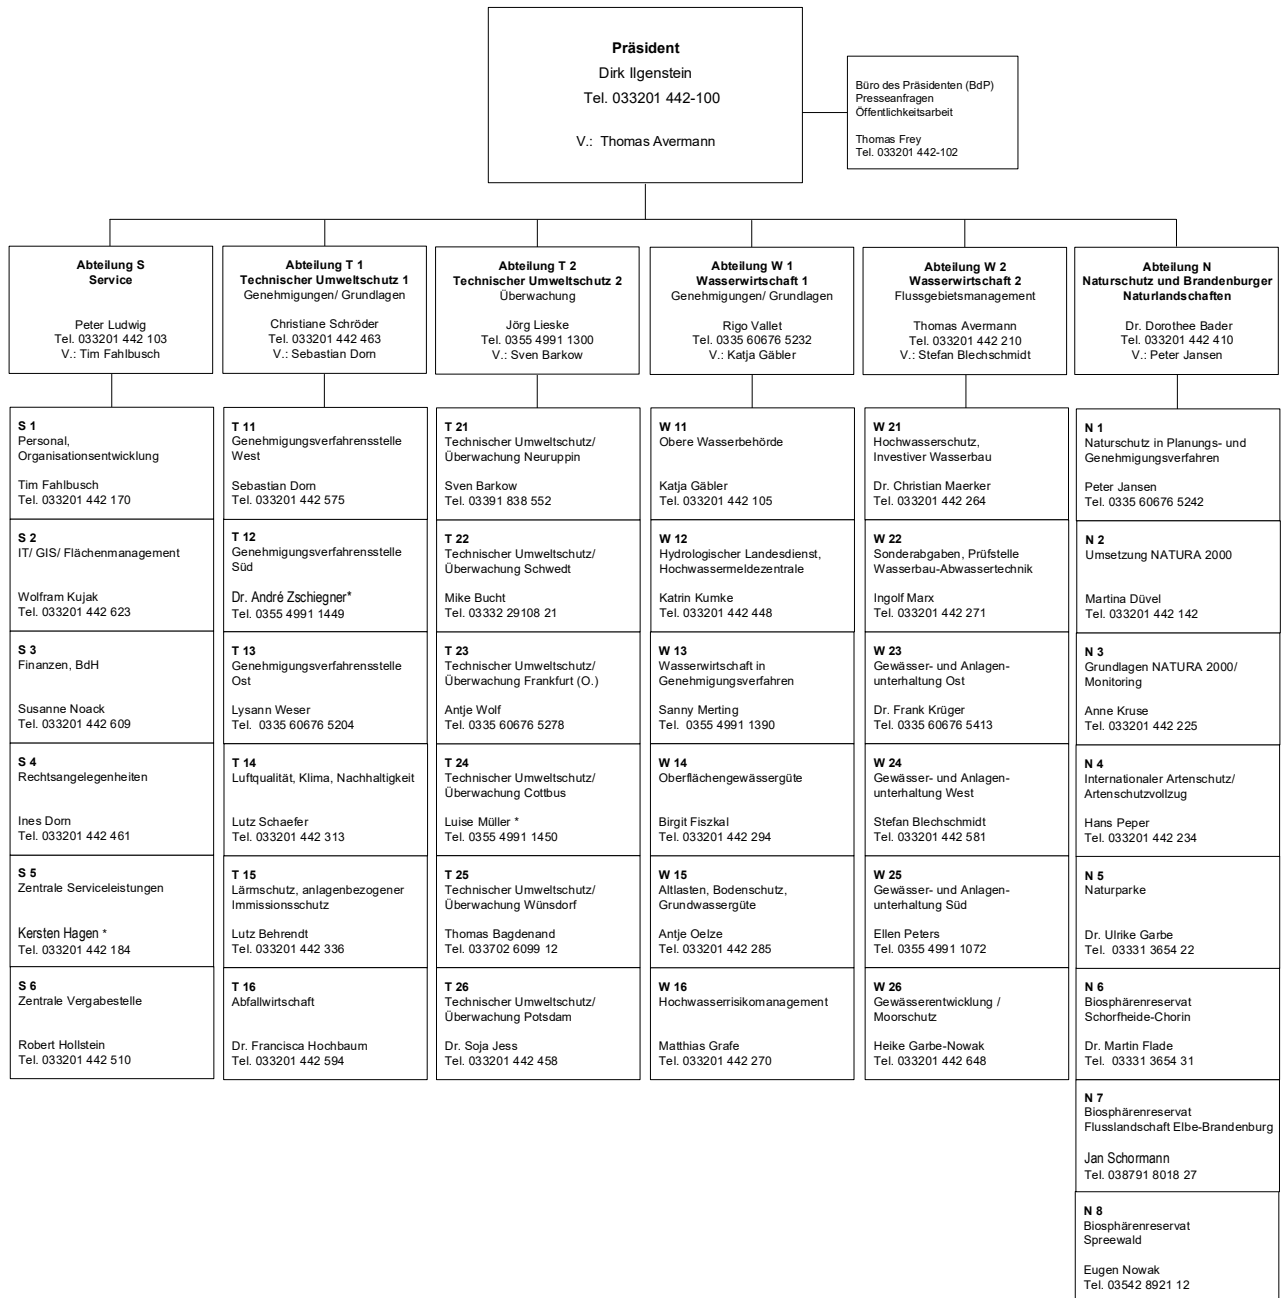 Präsident
Dirk Ilgenstein
Tel. 033201 442-100
V.: Thomas Avermann
Büro des Präsidenten (BdP)
Presseanfragen
Öffentlichkeitsarbeit
Thomas Frey
Tel. 033201 442-102
Abteilung S
Service
Peter Ludwig
Tel. 033201 442 103
V.: Tim Fahlbusch
Abteilung T 1
Technischer Umweltschutz 1
Genehmigungen/ Grundlagen
Christiane Schröder
Tel. 033201 442 463
V.: Sebastian Dorn
Abteilung T 2
Technischer Umweltschutz 2
Überwachung
Jörg Lieske
Tel. 0355 4991 1300
V.: Sven Barkow
Abteilung W 1
Wasserwirtschaft 1
Genehmigungen/ Grundlagen
Rigo Vallet
Tel. 0335 60676 5232
V.: Katja Gäbler
Abteilung W 2
Wasserwirtschaft 2
Flussgebietsmanagement
Thomas Avermann
Tel. 033201 442 210
V.: Stefan Blechschmidt
Abteilung N
Naturschutz und Brandenburger
Naturlandschaften
Dr. Dorothee Bader
Tel. 033201 442 410
V.: Peter Jansen
S 1
Personal,
Organisationsentwicklung
Tim Fahlbusch
Tel. 033201 442 170
S 2
IT/ GIS/ Flächenmanagement
Wolfram Kujak
Tel. 033201 442 623
S 3
Finanzen, BdH
Susanne Noack
Tel. 033201 442 609
S 4
Rechtsangelegenheiten
Ines Dorn
Tel. 033201 442 461
S 5
Zentrale Serviceleistungen
Kersten Hagen *
Tel. 033201 442 184
S 6
Zentrale Vergabestelle
Robert Hollstein
Tel. 033201 442 510
T 11
Genehmigungsverfahrensstelle
West
Sebastian Dorn
Tel. 033201 442 575
T 12
Genehmigungsverfahrensstelle
Süd
Dr. André Zschiegner*
Tel. 0355 4991 1449
T 13
Genehmigungsverfahrensstelle
Ost
Lysann Weser
Tel. 0335 60676 5204
T 14
Luftqualität, Klima, Nachhaltigkeit
Lutz Schaefer
Tel. 033201 442 313
T 15
Lärmschutz, anlagenbezogener
Immissionsschutz
Lutz Behrendt
Tel. 033201 442 336
T 16
Abfallwirtschaft
Dr. Francisca Hochbaum
Tel. 033201 442 594
T 21
Technischer Umweltschutz/
Überwachung Neuruppin
Sven Barkow
Tel. 03391 838 552
T 22
Technischer Umweltschutz/
Überwachung Schwedt
Mike Bucht
Tel. 03332 29108 21
T 23
Technischer Umweltschutz/
Überwachung Frankfurt (O.)
Antje Wolf
Tel. 0335 60676 5278
T 24
Technischer Umweltschutz/
Überwachung Cottbus
Luise Müller *
Tel. 0355 4991 1450
T 25
Technischer Umweltschutz/
Überwachung Wünsdorf
Thomas Bagdenand
Tel. 033702 6099 12
T 26
Technischer Umweltschutz/
Überwachung Potsdam
Dr. Soja Jess
Tel. 033201 442 458
W 11
Obere Wasserbehörde
Katja Gäbler
Tel. 033201 442 105
W 12
Hydrologischer Landesdienst,
Hochwassermeldezentrale
Katrin Kumke
Tel. 033201 442 448
W 13
Wasserwirtschaft in
Genehmigungsverfahren
Sanny Merting
Tel. 0355 4991 1390
W 14
Oberflächengewässergüte
Birgit Fiszkal
Tel. 033201 442 294
W 15
Altlasten, Bodenschutz,
Grundwassergüte
Antje Oelze
Tel. 033201 442 285
W 16
Hochwasserrisikomanagement
Matthias Grafe
Tel. 033201 442 270
W 21
Hochwasserschutz,
Investiver Wasserbau
Dr. Christian Maerker
Tel. 033201 442 264
W 22
Sonderabgaben, Prüfstelle
Wasserbau-Abwassertechnik
Ingolf Marx
Tel. 033201 442 271
W 23
Gewässer- und Anlagen-
unterhaltung Ost
Dr. Frank Krüger
Tel. 0335 60676 5413
W 24
Gewässer- und Anlagen-
unterhaltung West
Stefan Blechschmidt
Tel. 033201 442 581
W 25
Gewässer- und Anlagen-
unterhaltung Süd
Ellen Peters
Tel. 0355 4991 1072
W 26
Gewässerentwicklung /
Moorschutz
Heike Garbe-Nowak
Tel. 033201 442 648
N 1
Naturschutz in Planungs- und
Genehmigungsverfahren
Peter Jansen
Tel. 0335 60676 5242
N 2
Umsetzung NATURA 2000
Martina Düvel
Tel. 033201 442 142
N 3
Grundlagen NATURA 2000/
Monitoring
Anne Kruse
Tel. 033201 442 225
N 4
Internationaler Artenschutz/
Artenschutzvollzug
Hans Peper
Tel. 033201 442 234
N 5
Naturparke
Dr. Ulrike Garbe
Tel. 03331 3654 22
N 6
Biosphärenreservat
Schorfheide-Chorin
Dr. Martin Flade
Tel. 03331 3654 31
N 7
Biosphärenreservat
Flusslandschaft Elbe-Brandenburg
Jan Schormann
Tel. 038791 8018 27
N 8
Biosphärenreservat
Spreewald
Eugen Nowak
Tel. 03542 8921 12